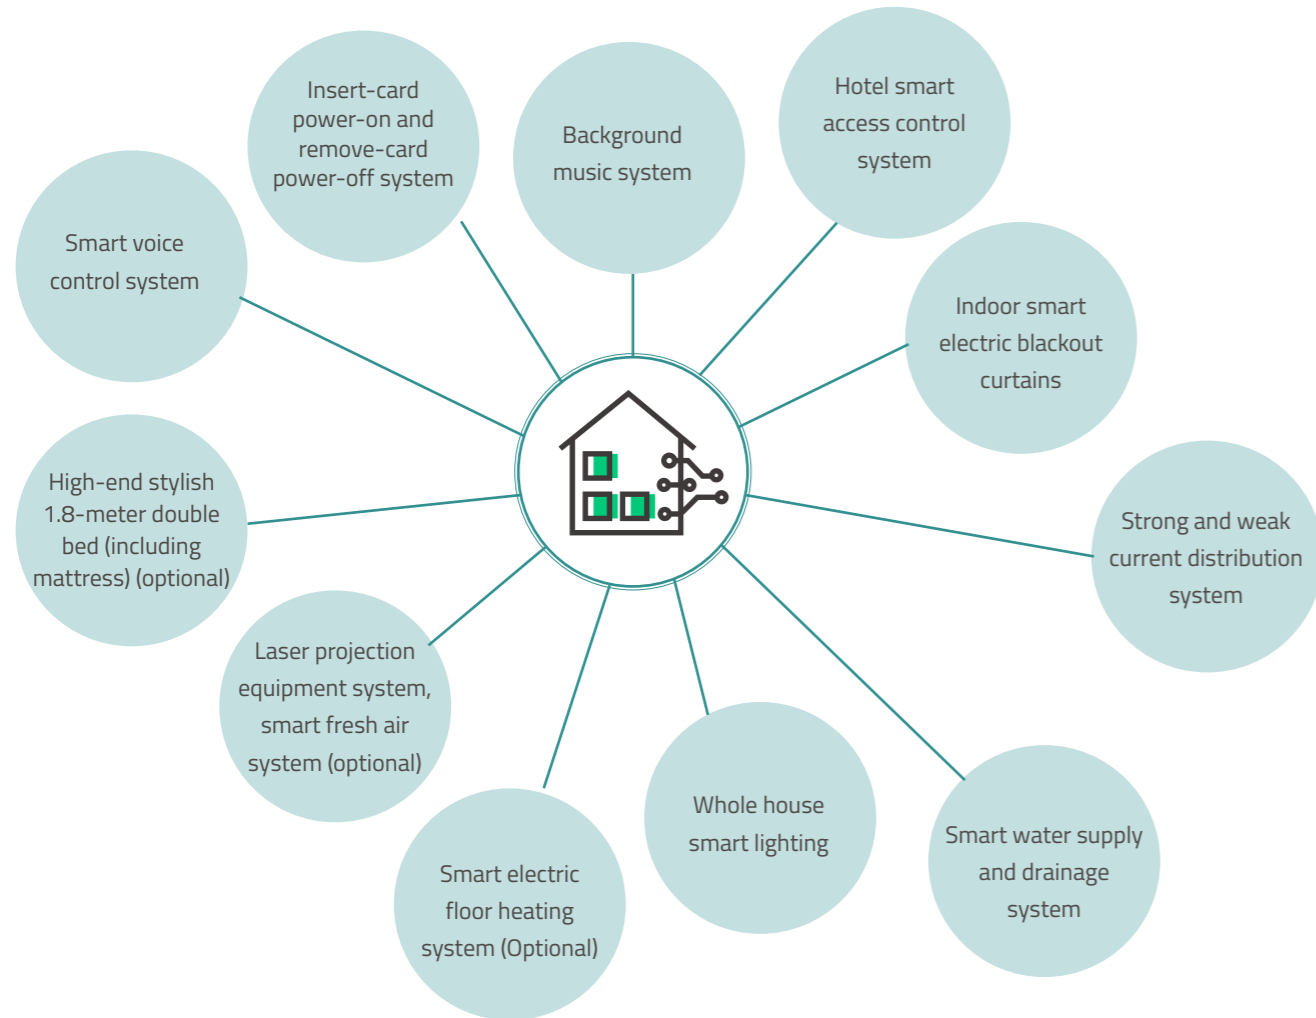 Insert-card
power-on and
remove-card
power-off system
Background
music system
Hotel smart
access control
system
Smart voice
control system
Indoor smart
electric blackout
curtains
High-end stylish
1.8-meter double
bed (including
mattress) (optional)
Strong and weak
current distribution
system
Laser projection
equipment system,
smart fresh air
system (optional)
Whole house
smart lighting
Smart water supply
and drainage
system
Smart electric
floor heating
system (Optional)